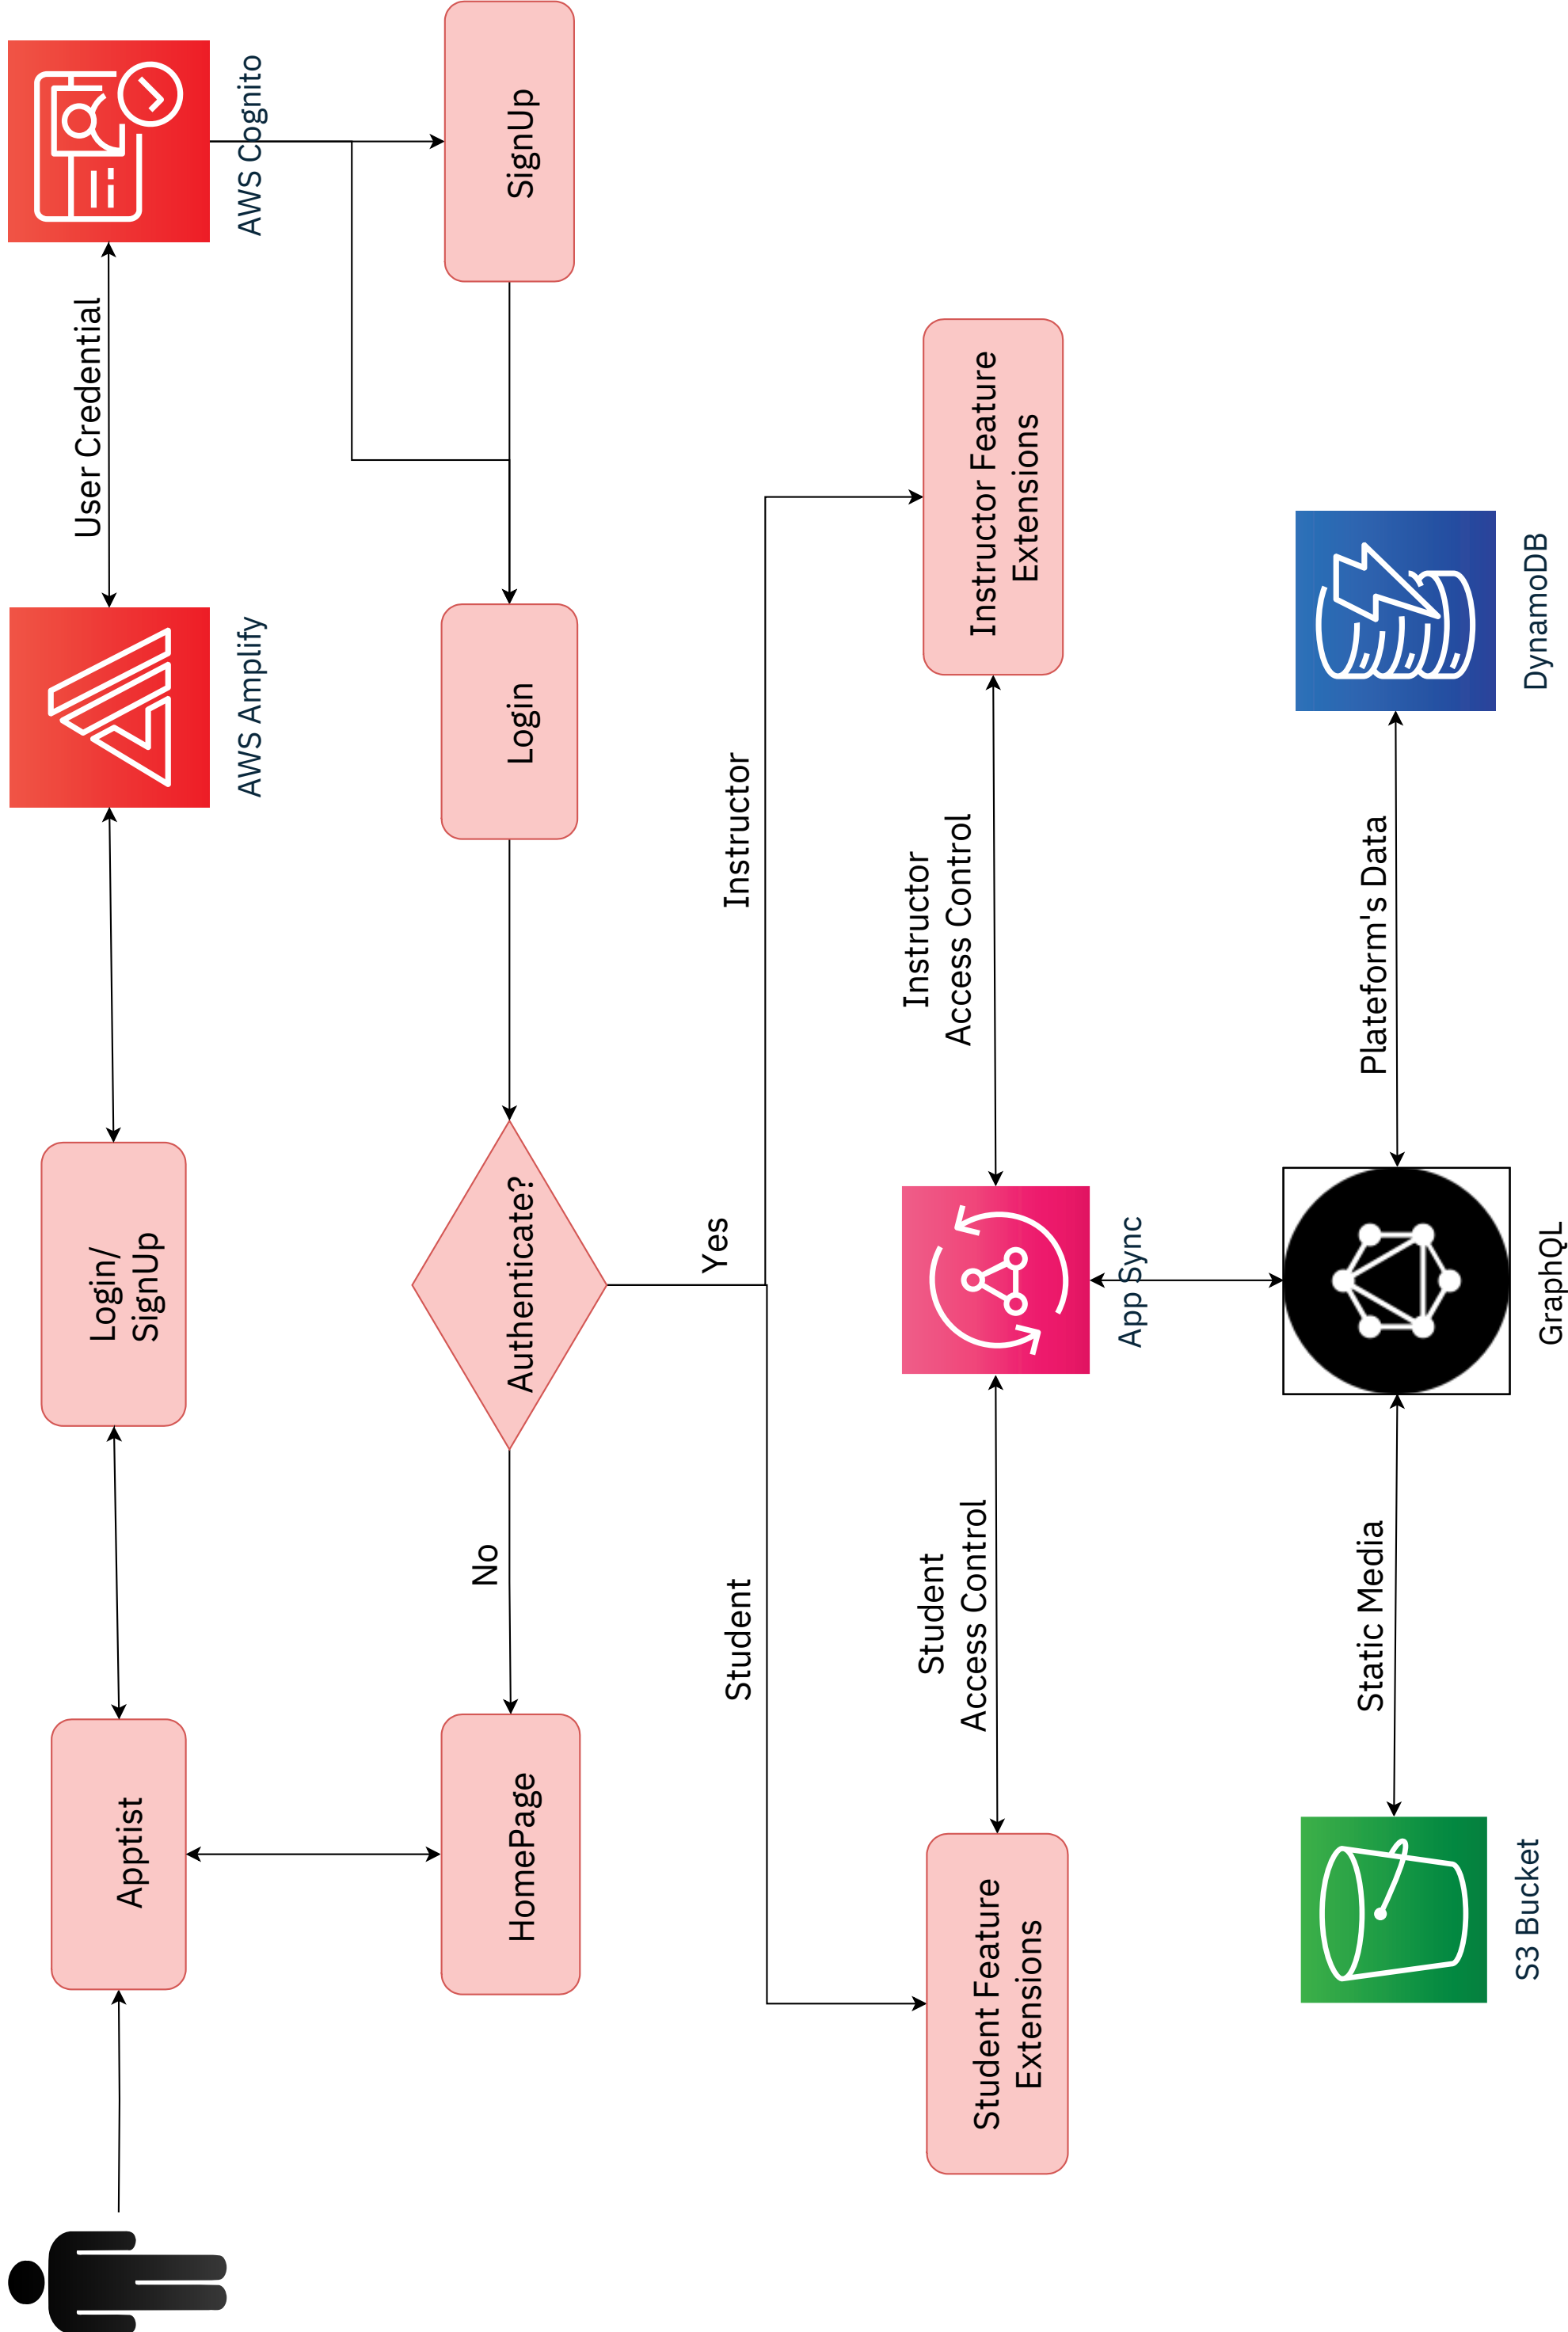 User Credential
Apptist
Login/
SignUp
AWS Amplify
AWS Cognito
No
HomePage
Authenticate?
Login
SignUp
Yes
Student
Instructor
Student
Access Control
Instructor
Access Control
Student Feature
Extensions
Instructor Feature
Extensions
App Sync
Static Media
Plateform's Data
S3 Bucket
GraphQL
DynamoDB